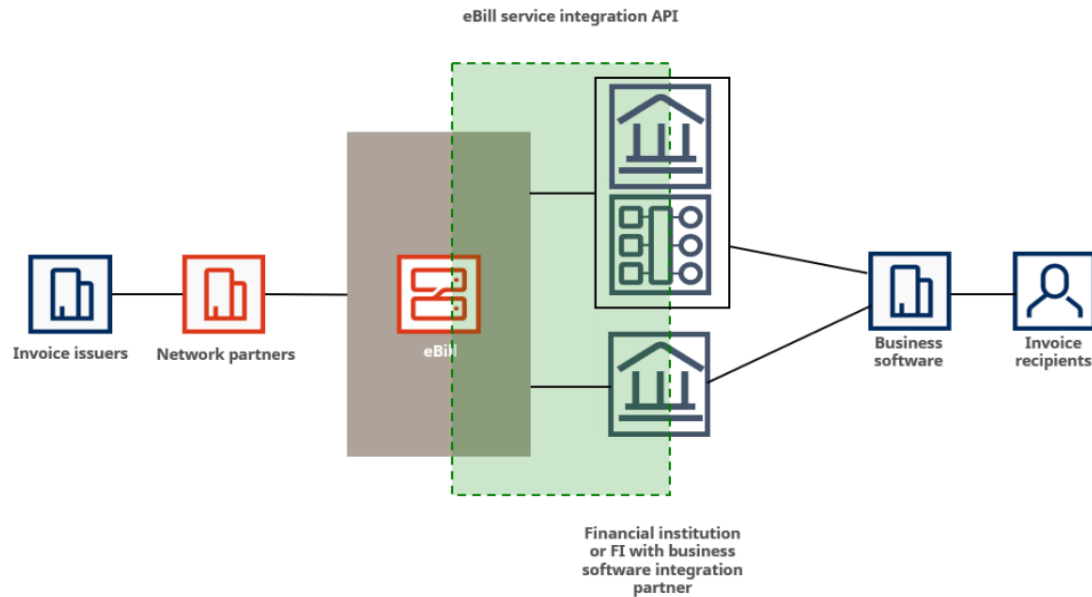 eBill service integration API
Invoice issuers
Network partners
eBill
Business
software
Invoice
recipients
Financial institution
or FI with business
software integration
partner